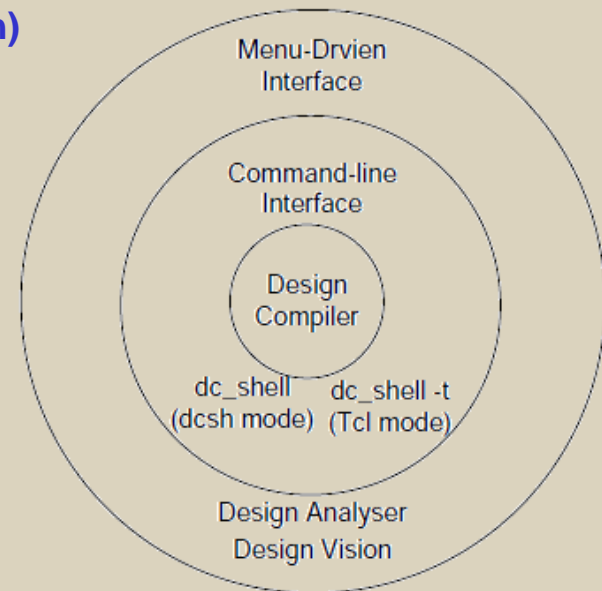 n)
Menu-Drvien
Interface
Command-line
Interface
Design
Compiler
dc_shell dc_shell -t
(dcsh mode) (Tcl mode)
Design Analyser
Design Vision